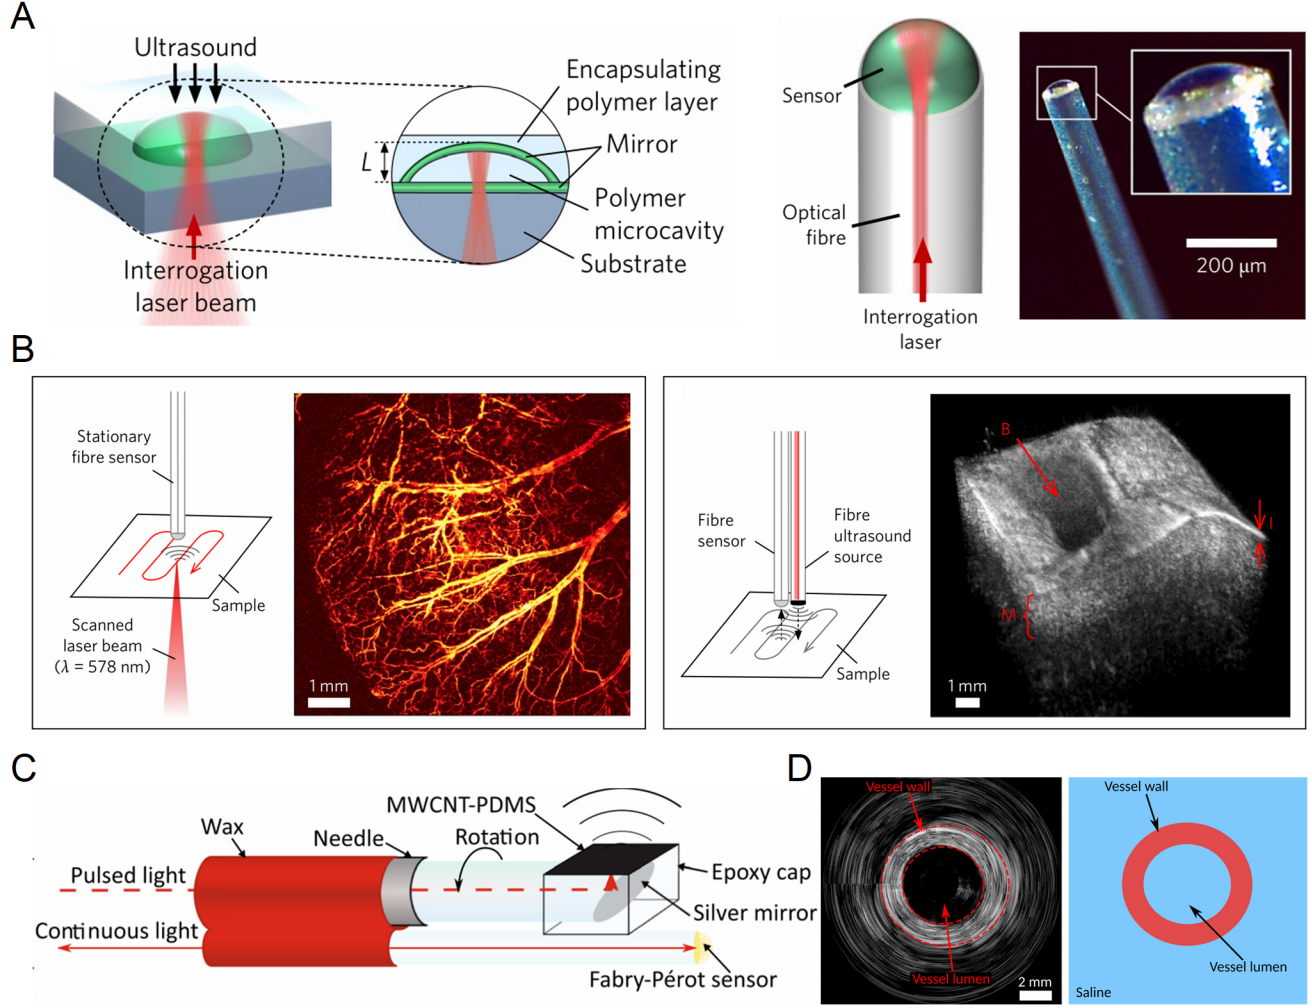 A
Ultrasound
Encapsulating
polymer layer
L
Mirror
Polymer
microcavity
Substrate
Interrogation
laser beam
Sensor
Optical
fibre
Interrogation
laser
200 µm
B
Stationary
fibre sensor
Sample
Scanned
laser beam
(λ = 578 nm)
1 mm
Fibre
sensor
Fibre
ultrasound
source
Sample
B
I
M
1 mm
C
MWCNT-PDMS
Wax
Needle
Rotation
Pulsed light
Epoxy cap
Silver mirror
Continuous light
Fabry-Pérot sensor
D
Vessel wall
Vessel lumen
2 mm
Vessel wall
Vessel lumen
Saline